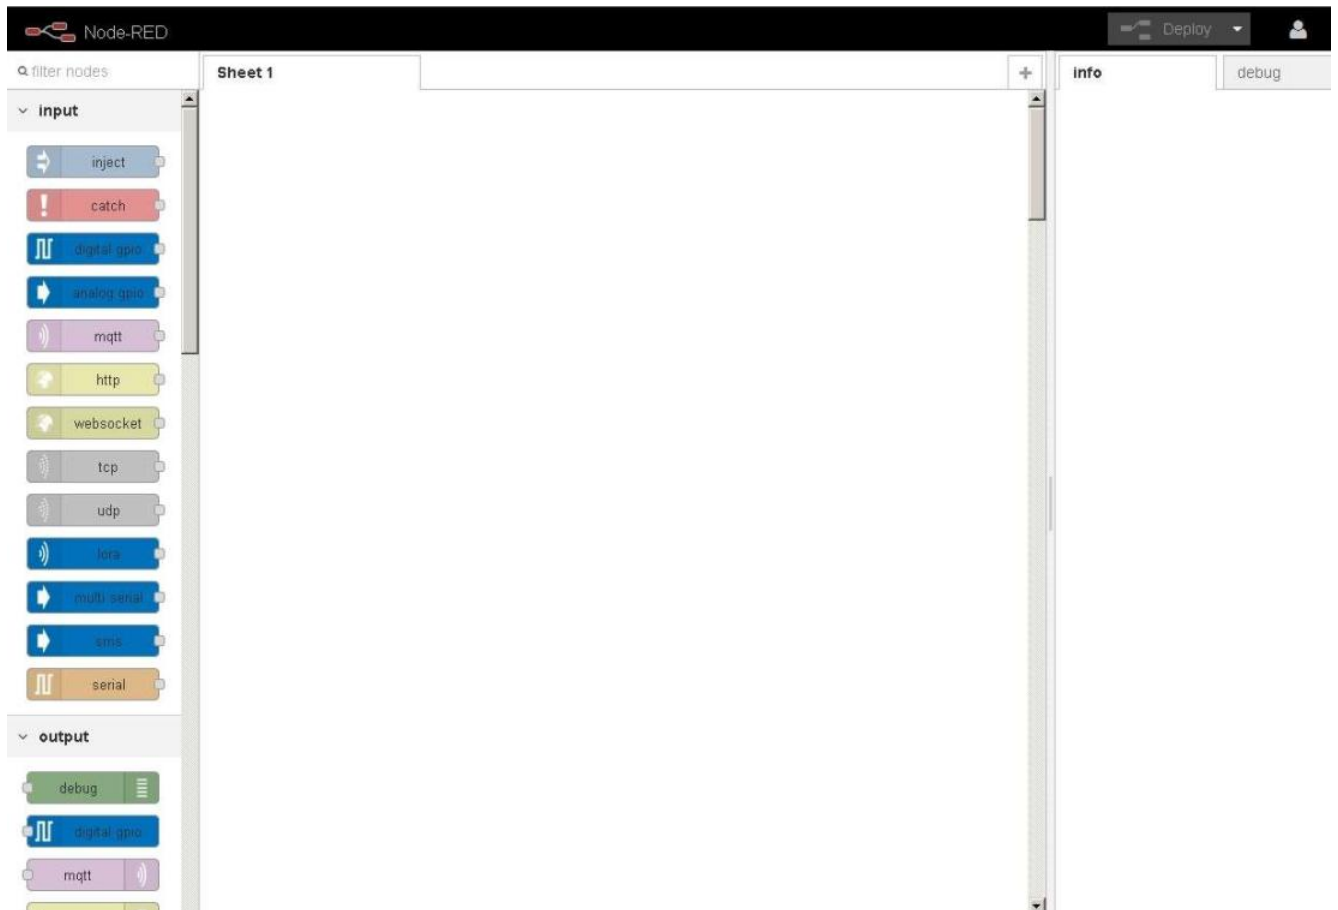 Node-RED
Deploy
filter nodes
Sheet 1
+
info
debug
input
inject
catch
digital gpio
analog gpio
mqtt
http
websocket
tcp
udp
lora
multi serial
sms
serial
output
debug
digital gpio
mqtt